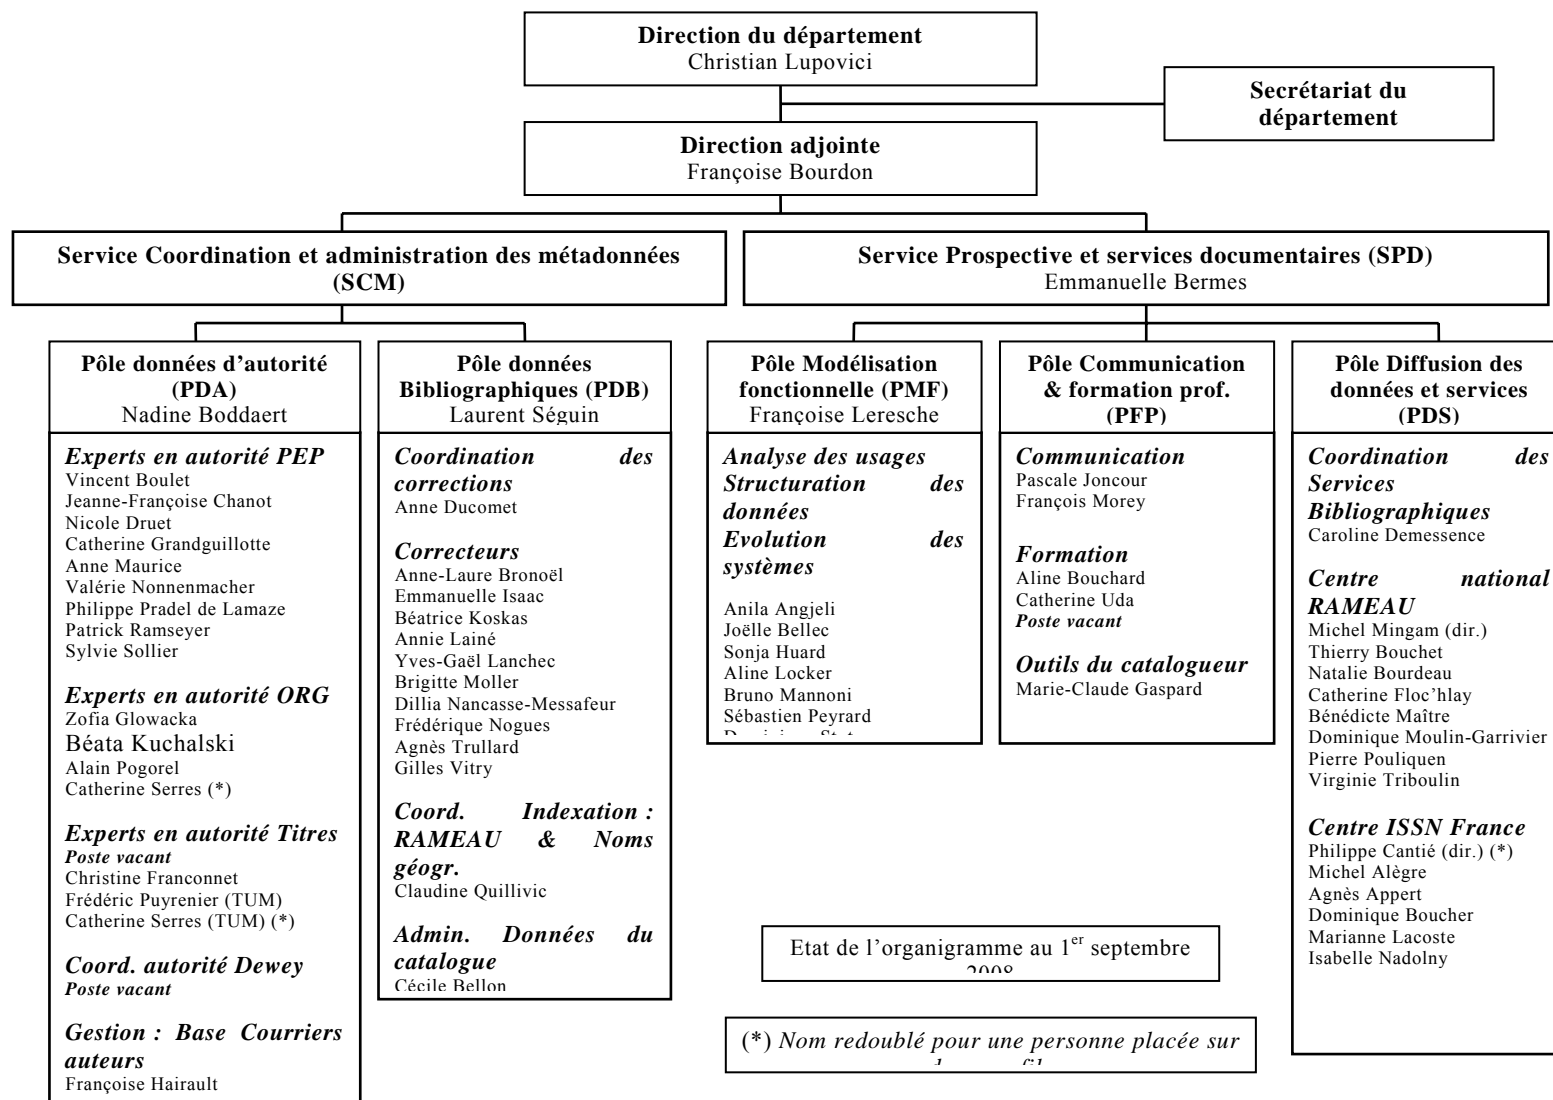 Direction du département
Christian Lupovici
Secrétariat du
département
Direction adjointe
Françoise Bourdon
Service Coordination et administration des métadonnées
(SCM)
Service Prospective et services documentaires (SPD)
Emmanuelle Bermes
Pôle données d'autorité
(PDA)
Nadine Boddaert
Experts en autorité PEP
Vincent Boulet
Jeanne-Françoise Chanot
Nicole Druet
Catherine Grandguillotte
Anne Maurice
Valérie Nonnenmacher
Philippe Pradel de Lamaze
Patrick Ramseyer
Sylvie Sollier
Experts en autorité ORG
Zofia Glowacka
Béata Kuchalski
Alain Pogorel
Catherine Serres (*)
Experts en autorité Titres
Poste vacant
Christine Franconnet
Frédéric Puyrenier (TUM)
Catherine Serres (TUM) (*)
Coord. autorité Dewey
Poste vacant
Gestion : Base Courriers
auteurs
Françoise Hairault
Pôle données
Bibliographiques (PDB)
Laurent Séguin
Coordination des
corrections
Anne Ducomet
Correcteurs
Anne-Laure Bronoël
Emmanuelle Isaac
Béatrice Koskas
Annie Lainé
Yves-Gaël Lanchec
Brigitte Moller
Dillia Nancasse-Messafeur
Frédérique Nogues
Agnès Trullard
Gilles Vitry
Coord. Indexation :
RAMEAU & Noms
géogr.
Claudine Quillivic
Admin. Données du
catalogue
Cécile Bellon
Pôle Modélisation
fonctionnelle (PMF)
Françoise Leresche
Analyse des usages
Structuration des
données
Evolution des
systèmes
Anila Angjeli
Joëlle Bellec
Sonja Huard
Aline Locker
Bruno Mannoni
Sébastien Peyrard
Pôle Communication
& formation prof.
(PFP)
Communication
Pascale Joncour
François Morey
Formation
Aline Bouchard
Catherine Uda
Poste vacant
Outils du catalogueur
Marie-Claude Gaspard
Pôle Diffusion des
données et services
(PDS)
Coordination des
Services
Bibliographiques
Caroline Demessence
Centre national
RAMEAU
Michel Mingam (dir.)
Thierry Bouchet
Natalie Bourdeau
Catherine Floc'hlay
Bénédicte Maître
Dominique Moulin-Garrivier
Pierre Pouliquen
Virginie Triboulin
Centre ISSN France
Philippe Cantié (dir.) (*)
Michel Alègre
Agnès Appert
Dominique Boucher
Marianne Lacoste
Isabelle Nadolny
Etat de l'organigramme au 1er septembre
2008
(*) Nom redoublé pour une personne placée sur